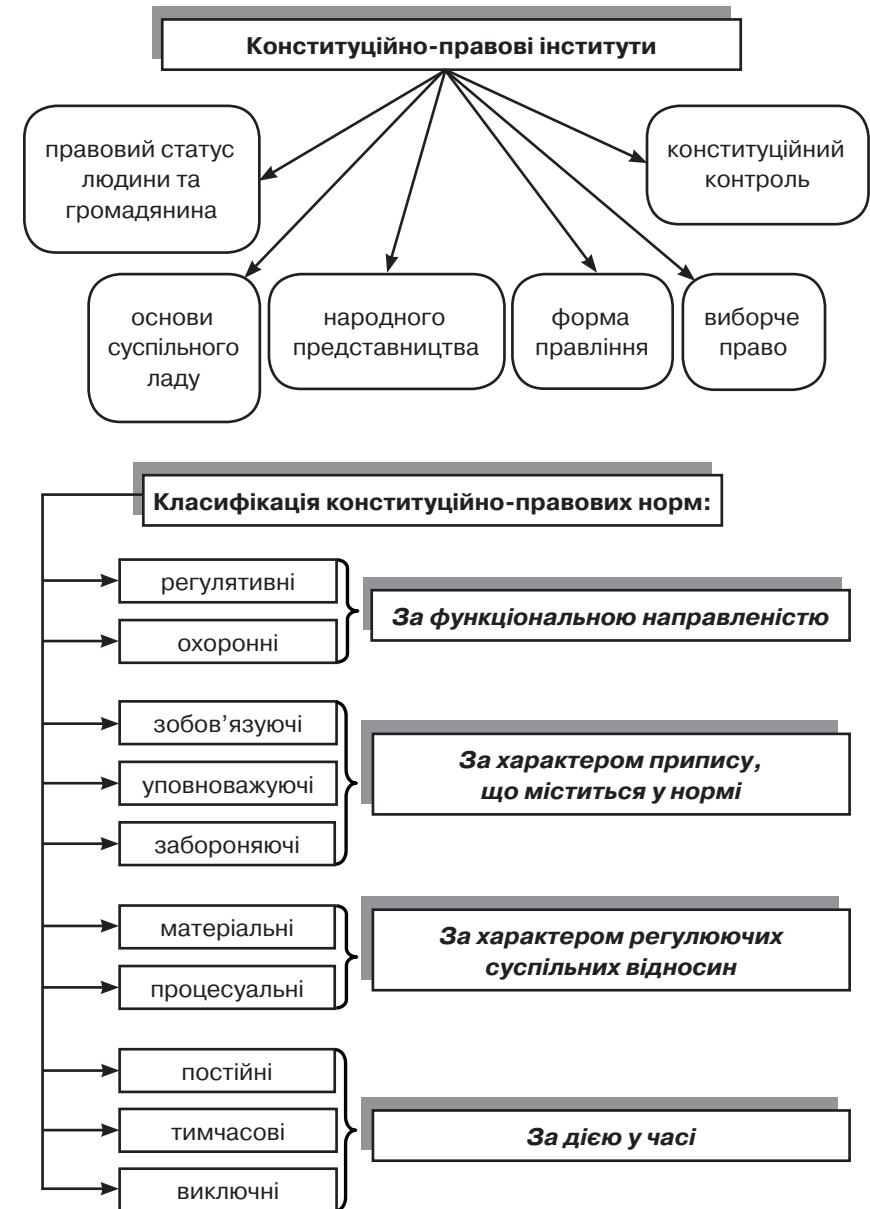 Конституційно-правові інститути
правовий статус
людини та
громадянина
конституційний
контроль
основи
суспільного
ладу
народного
представництва
форма
правління
виборче
право
Класифікація конституційно-правових норм:
регулятивні
охоронні
За функціональною направленістю
зобов’язуючі
уповноважуючі
забороняючі
За характером припису,
що міститься у нормі
матеріальні
процесуальні
За характером регулюючих
суспільних відносин
постійні
тимчасові
виключні
За дією у часі